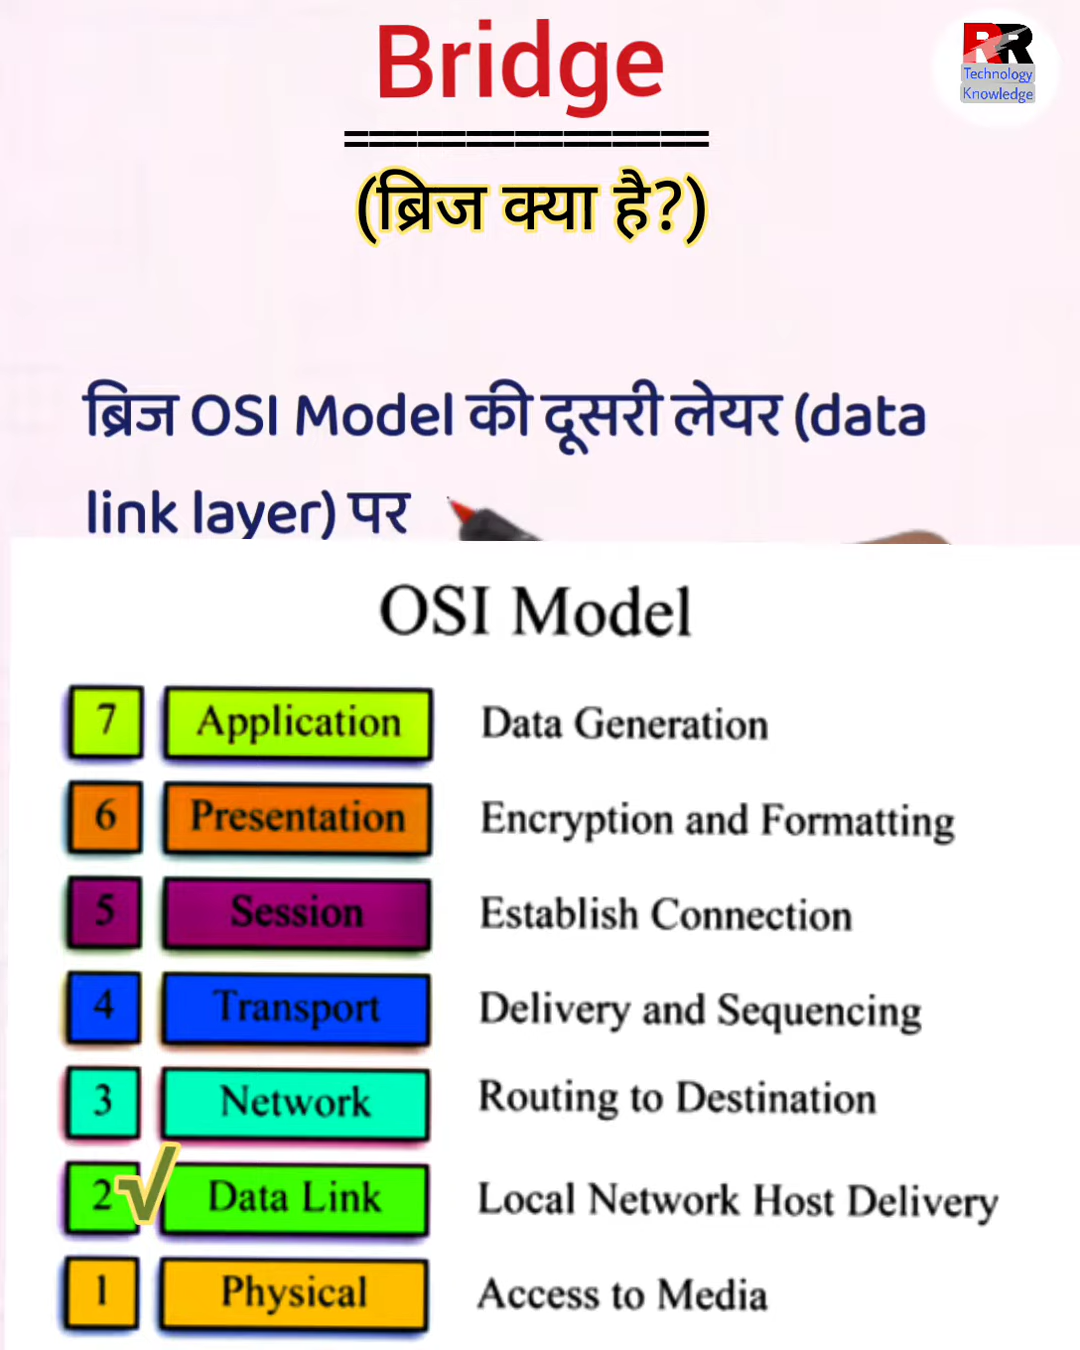 Bridge
RR
Technology
Knowledge
===============
(ब्रिज क्या है?)
ब्रिज OSI Model की दूसरी लेयर (data
link layer) पर
OSI Model
7 Application Data Generation
6 Presentation Encryption and Formatting
5 Session Establish Connection
4 Transport Delivery and Sequencing
3 Network Routing to Destination
2 √ Data Link Local Network Host Delivery
1 Physical Access to Media